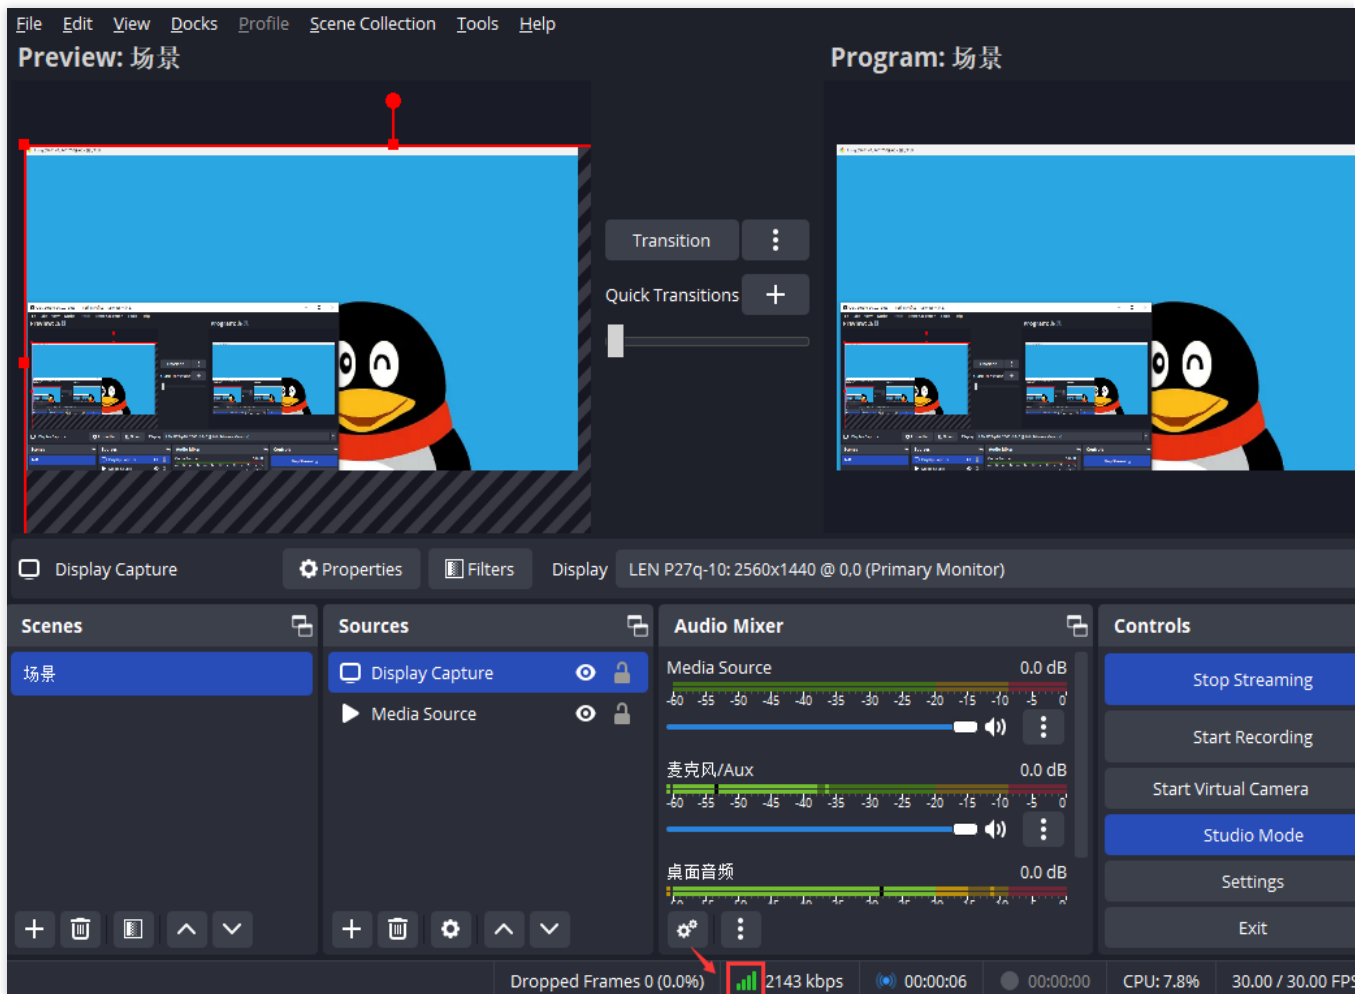 File Edit View Docks Profile Scene Collection Tools Help
Preview: 场景
Program: 场景
Transition
Quick Transitions
Display Capture
Properties
Filters
Display
LEN P27q-10: 2560x1440 @ 0,0 (Primary Monitor)
Scenes
场景
Sources
Display Capture
Media Source
Audio Mixer
Media Source 0.0 dB
-60 -55 -50 -45 -40 -35 -30 -25 -20 -15 -10 -5 0
麦克风/Aux 0.0 dB
-60 -55 -50 -45 -40 -35 -30 -25 -20 -15 -10 -5 0
桌面音频 0.0 dB
Controls
Stop Streaming
Start Recording
Start Virtual Camera
Studio Mode
Settings
Exit
Dropped Frames 0 (0.0%) 2143 kbps 00:00:06 00:00:00 CPU: 7.8% 30.00 / 30.00 FPS